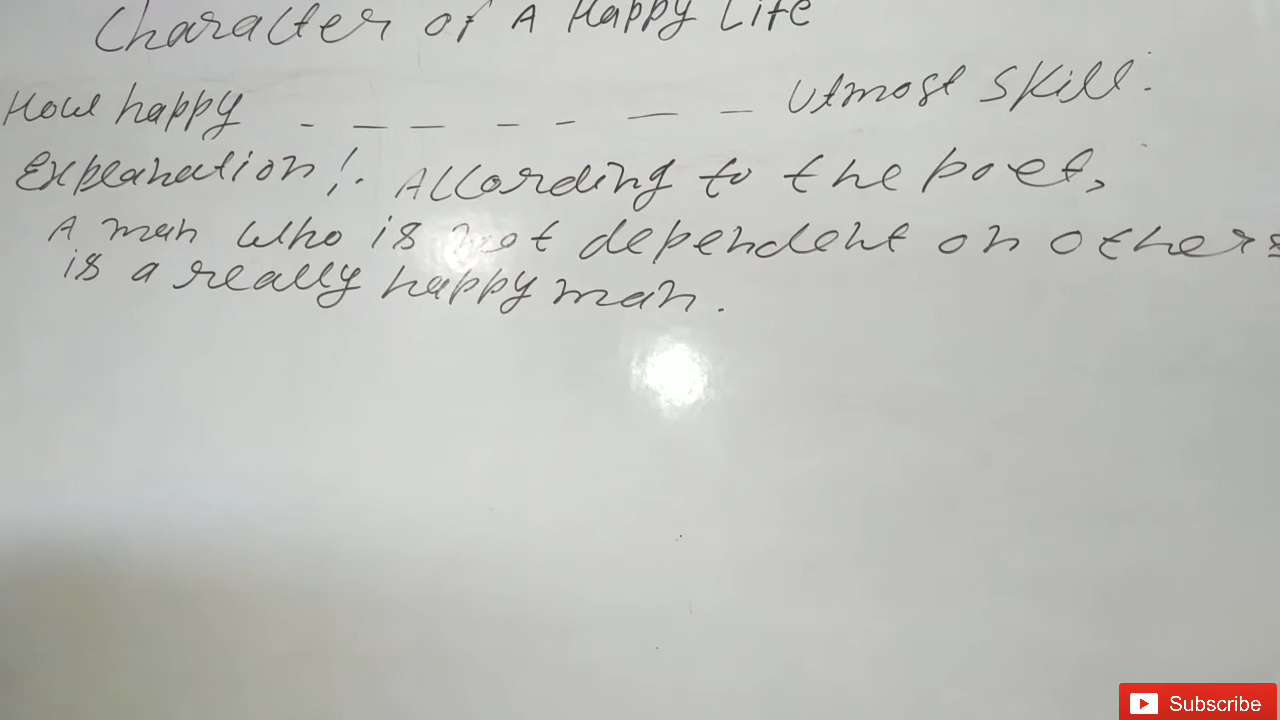 Character of A Happy Life
How happy - - - - - - - Utmost skill.
Explanation:- According to the poet,
A man who is not dependent on others
is a really happy man.
Subscribe